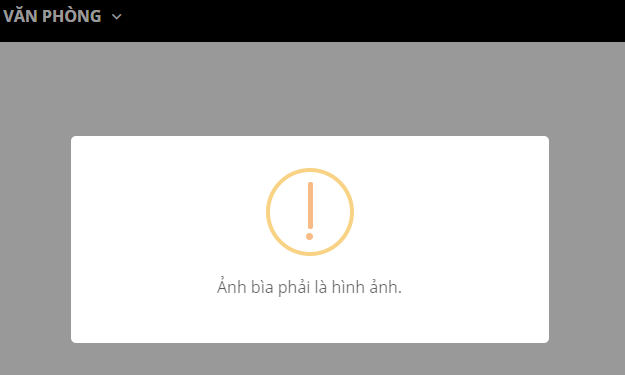 VĂN PHÒNG
Ảnh bìa phải là hình ảnh.